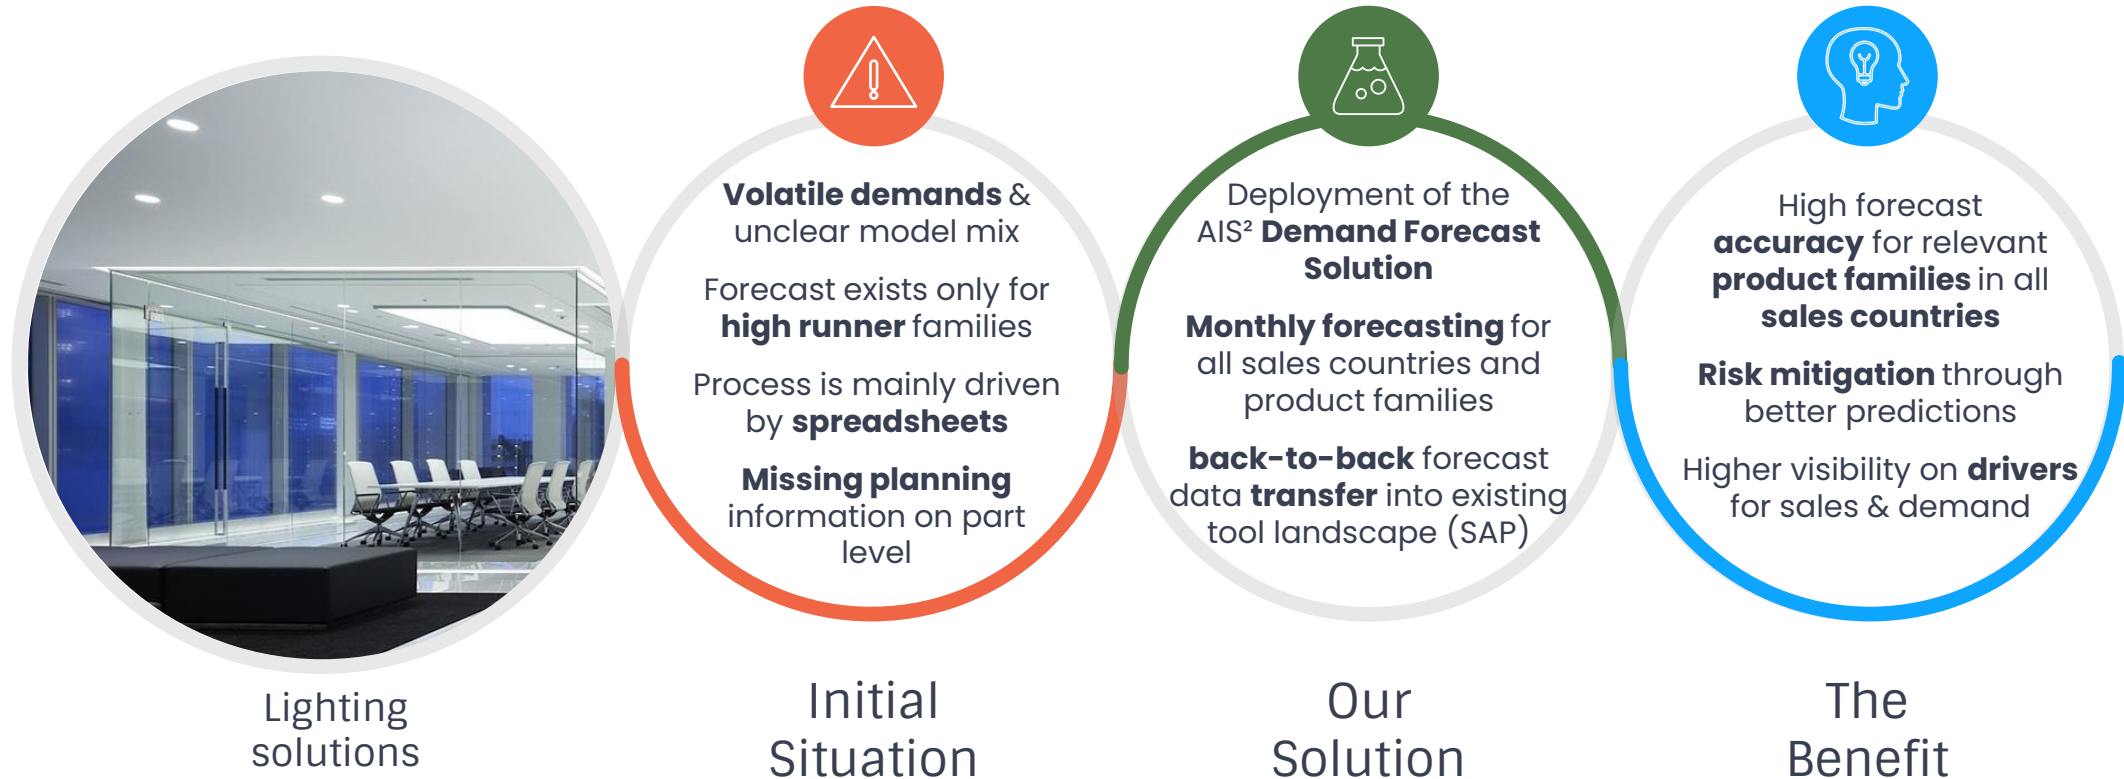 Lighting
solutions
Volatile demands &
unclear model mix
Forecast exists only for
high runner families
Process is mainly driven
by spreadsheets
Missing planning
information on part
level
Initial
Situation
Deployment of the
AIS² Demand Forecast
Solution
Monthly forecasting for
all sales countries and
product families
back-to-back forecast
data transfer into existing
tool landscape (SAP)
Our
Solution
High forecast
accuracy for relevant
product families in all
sales countries
Risk mitigation through
better predictions
Higher visibility on drivers
for sales & demand
The
Benefit